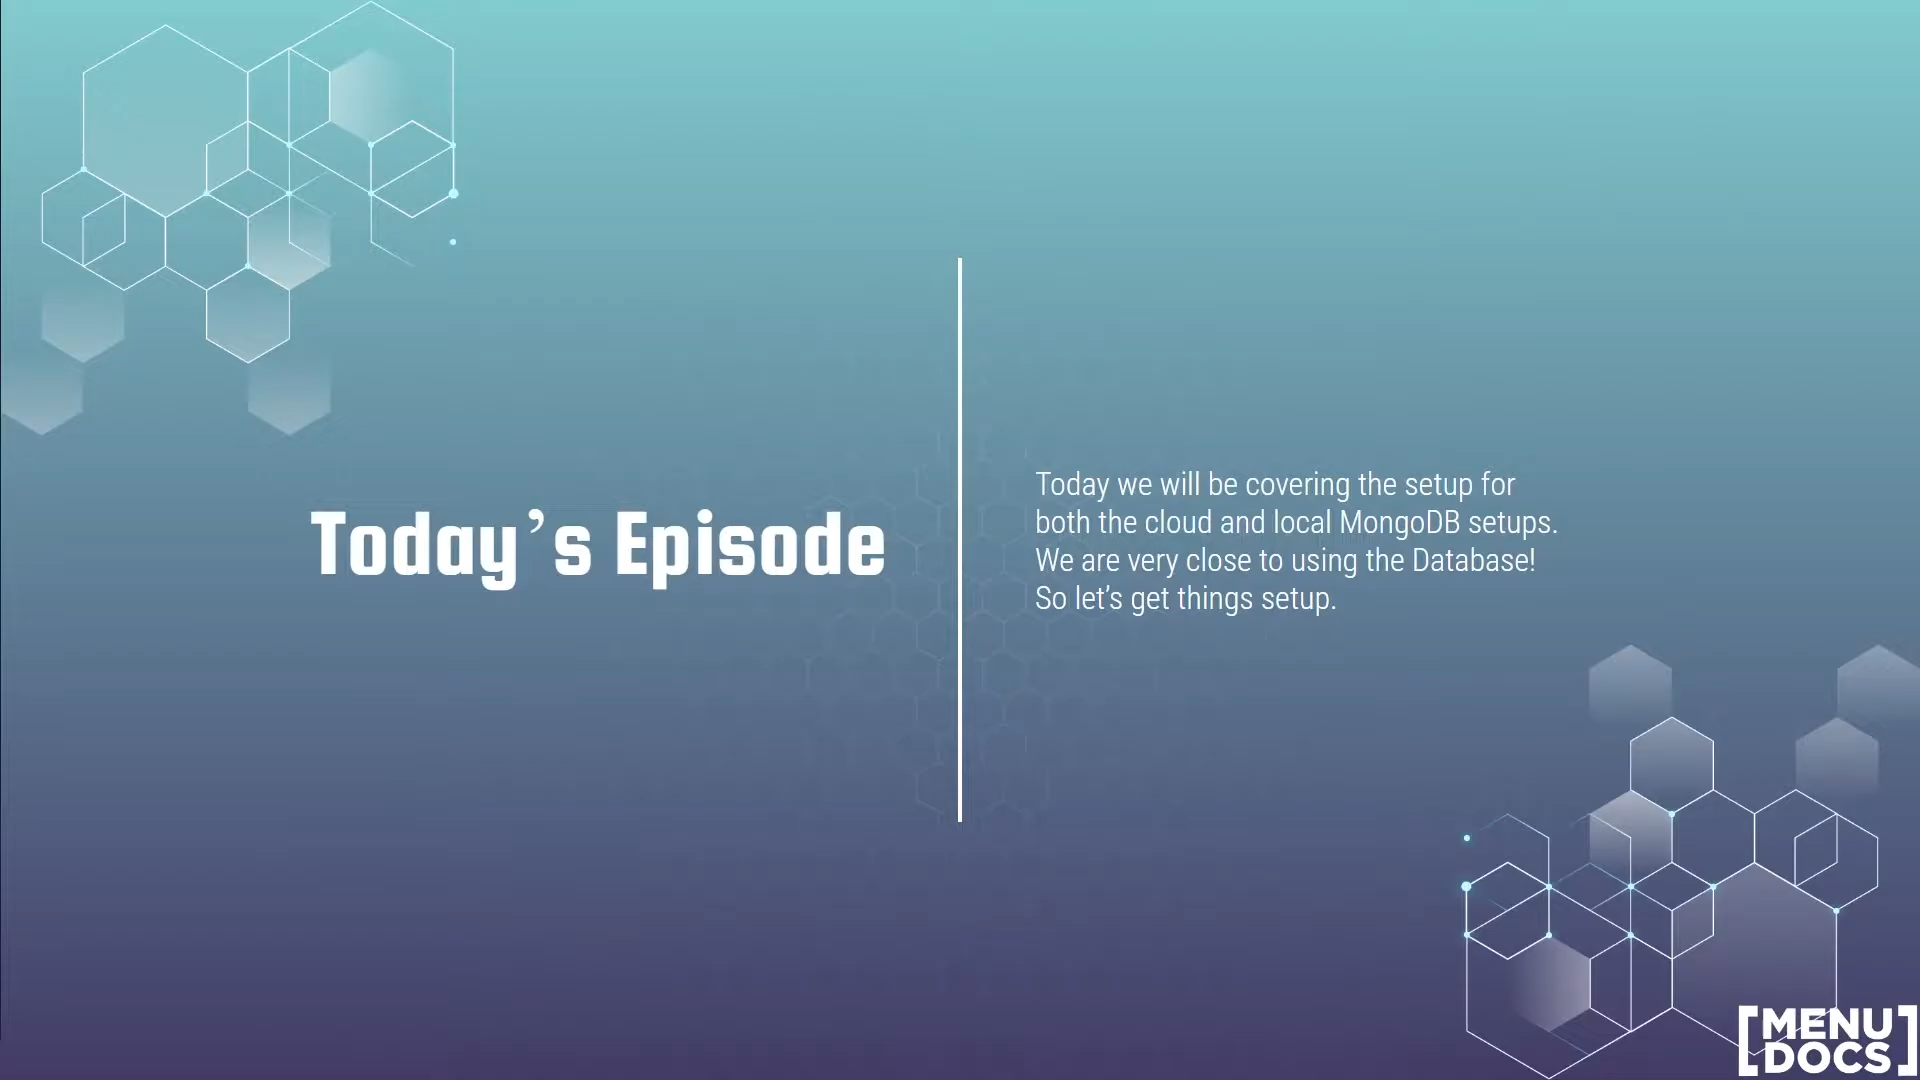 Today’s Episode
Today we will be covering the setup for
both the cloud and local MongoDB setups.
We are very close to using the Database!
So let’s get things setup.
[MENU
DOCS]